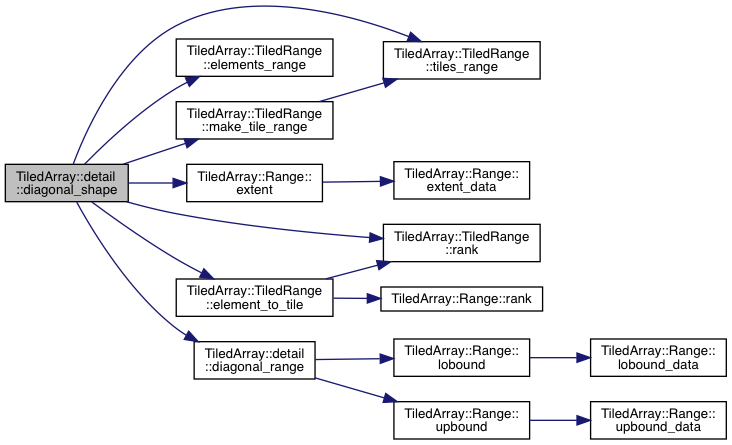 TiledArray::detail
::diagonal_shape
TiledArray::TiledRange
::elements_range
TiledArray::TiledRange
::tiles_range
TiledArray::TiledRange
::make_tile_range
TiledArray::Range::
extent
TiledArray::Range::
extent_data
TiledArray::TiledRange
::rank
TiledArray::TiledRange
::element_to_tile
TiledArray::Range::rank
TiledArray::detail
::diagonal_range
TiledArray::Range::
lobound
TiledArray::Range::
lobound_data
TiledArray::Range::
upbound
TiledArray::Range::
upbound_data